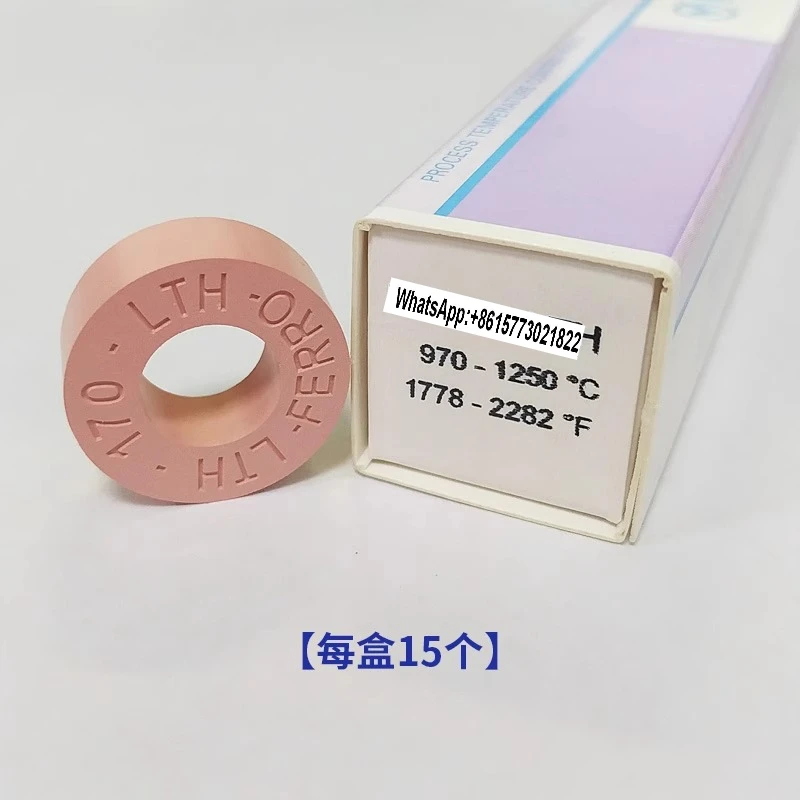 LTH - FERRO - LTH - 170 -
PROCESS TEMPERATURE
WhatsApp:+8615773021822
H
970 - 1250 °C
1778 - 2282 °F
【每盒15个】